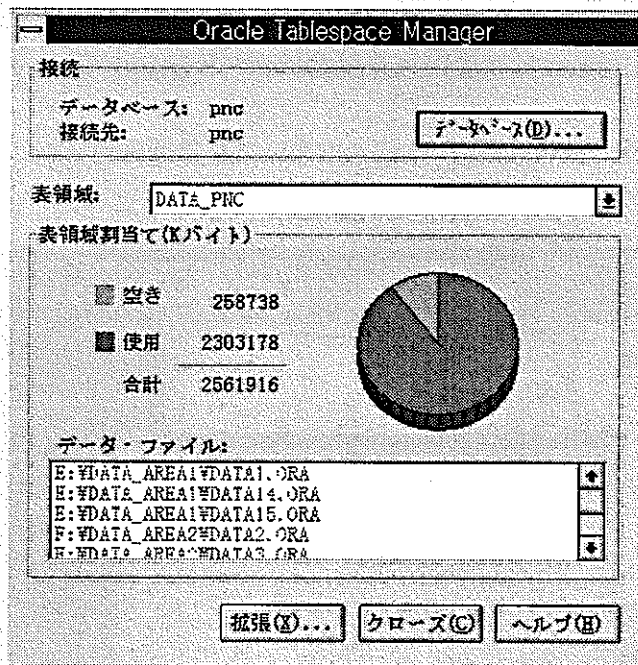 Oracle Tablespace Manager
接続
データベース: pnc
接続先: pnc
データベース(D)...
表領域: DATA_PNC
表領域割当て(Kバイト)
空き 258738
使用 2303178
合計 2561916
データ・ファイル:
E:¥DATA_AREA1¥DATA1.ORA
E:¥DATA_AREA1¥DATA14.ORA
E:¥DATA_AREA1¥DATA15.ORA
F:¥DATA_AREA2¥DATA2.ORA
拡張(X)... クローズ(C) ヘルプ(H)